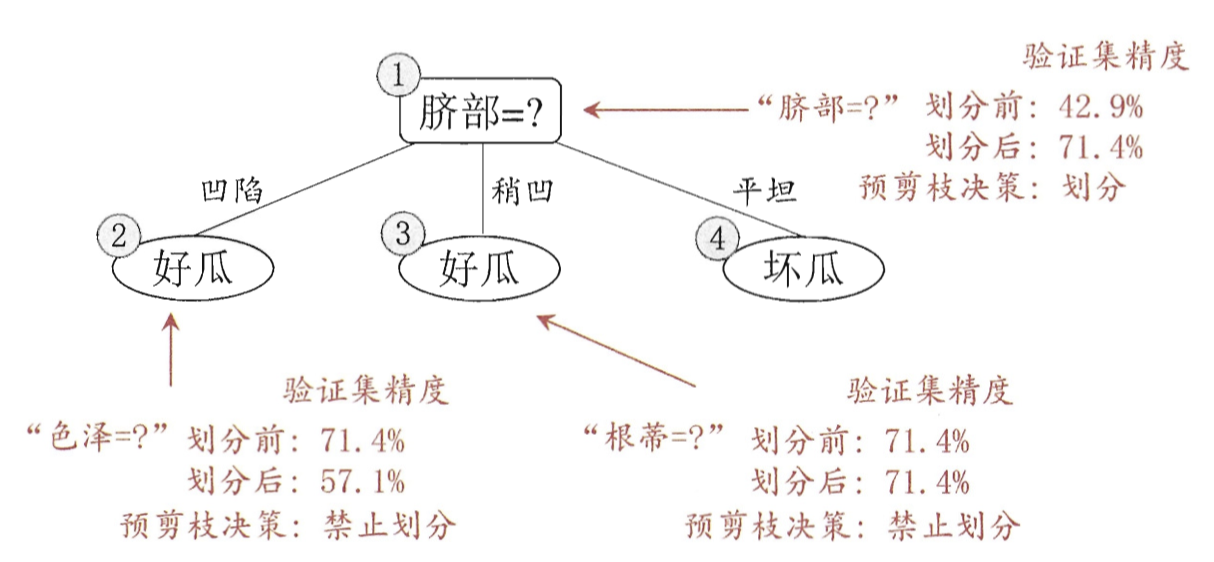 验证集精度
① 脐部=?
“脐部=?” 划分前: 42.9%
划分后: 71.4%
预剪枝决策: 划分
凹陷 稍凹 平坦
② 好瓜 ③ 好瓜 ④ 坏瓜
验证集精度
“色泽=?” 划分前: 71.4%
划分后: 57.1%
预剪枝决策: 禁止划分
验证集精度
“根蒂=?” 划分前: 71.4%
划分后: 71.4%
预剪枝决策: 禁止划分